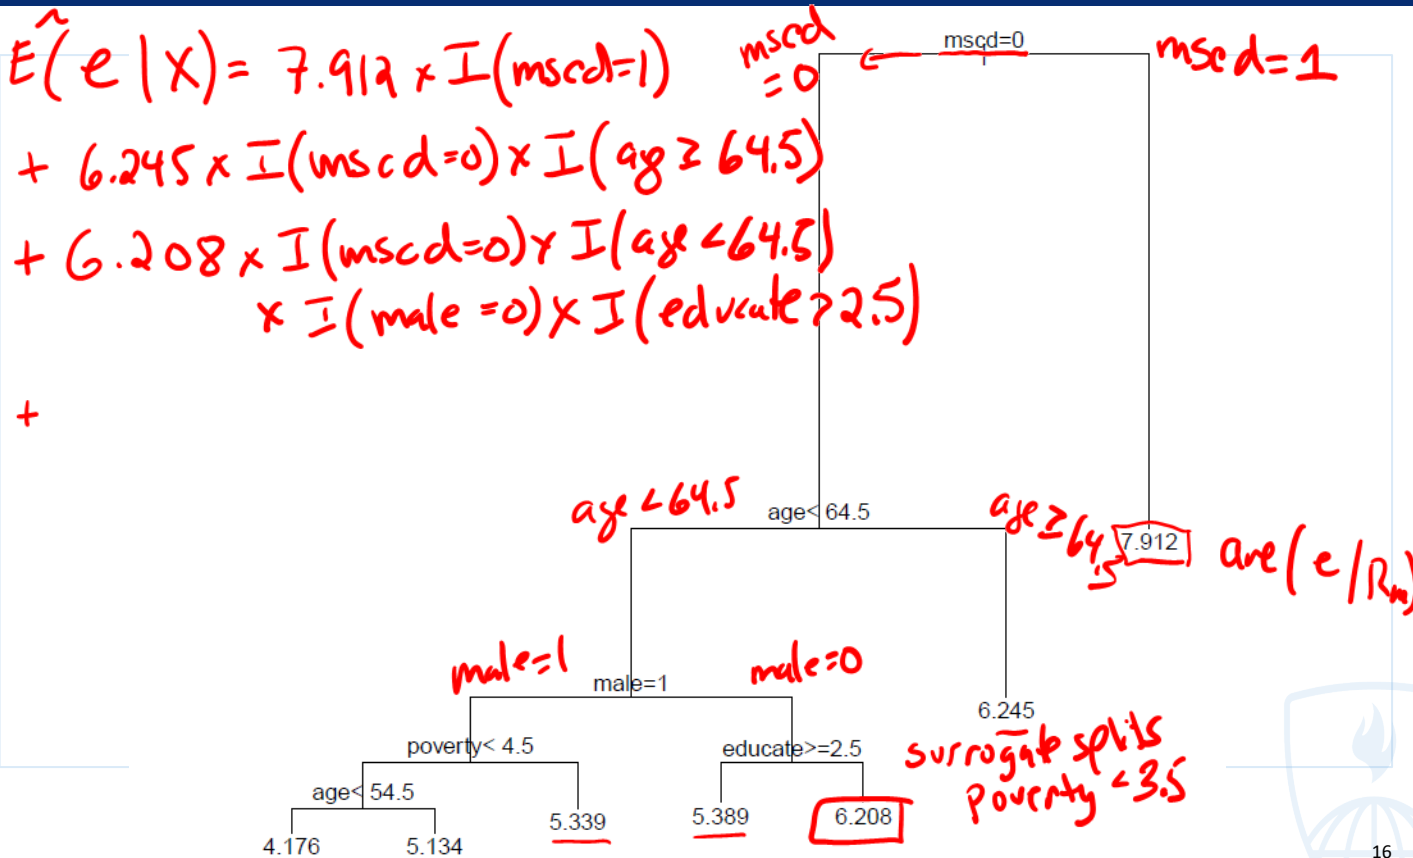 Ê(e|X) = 7.912 x I(mscd=1)
+ 6.245 x I(mscd=0) x I(age ≥ 64.5)
+ 6.208 x I(mscd=0) x I(age < 64.5)
x I(male=0) x I(educate > 2.5)
+
mscd
=0
mscd=0
mscd=1
age < 64.5
age< 64.5
age ≥ 64.5
7.912
ave(e/Rm)
male=1
male=1
male=0
6.245
surrogate splits
poverty < 3.5
poverty< 4.5
educate>=2.5
age< 54.5
5.339
5.389
6.208
4.176
5.134
16